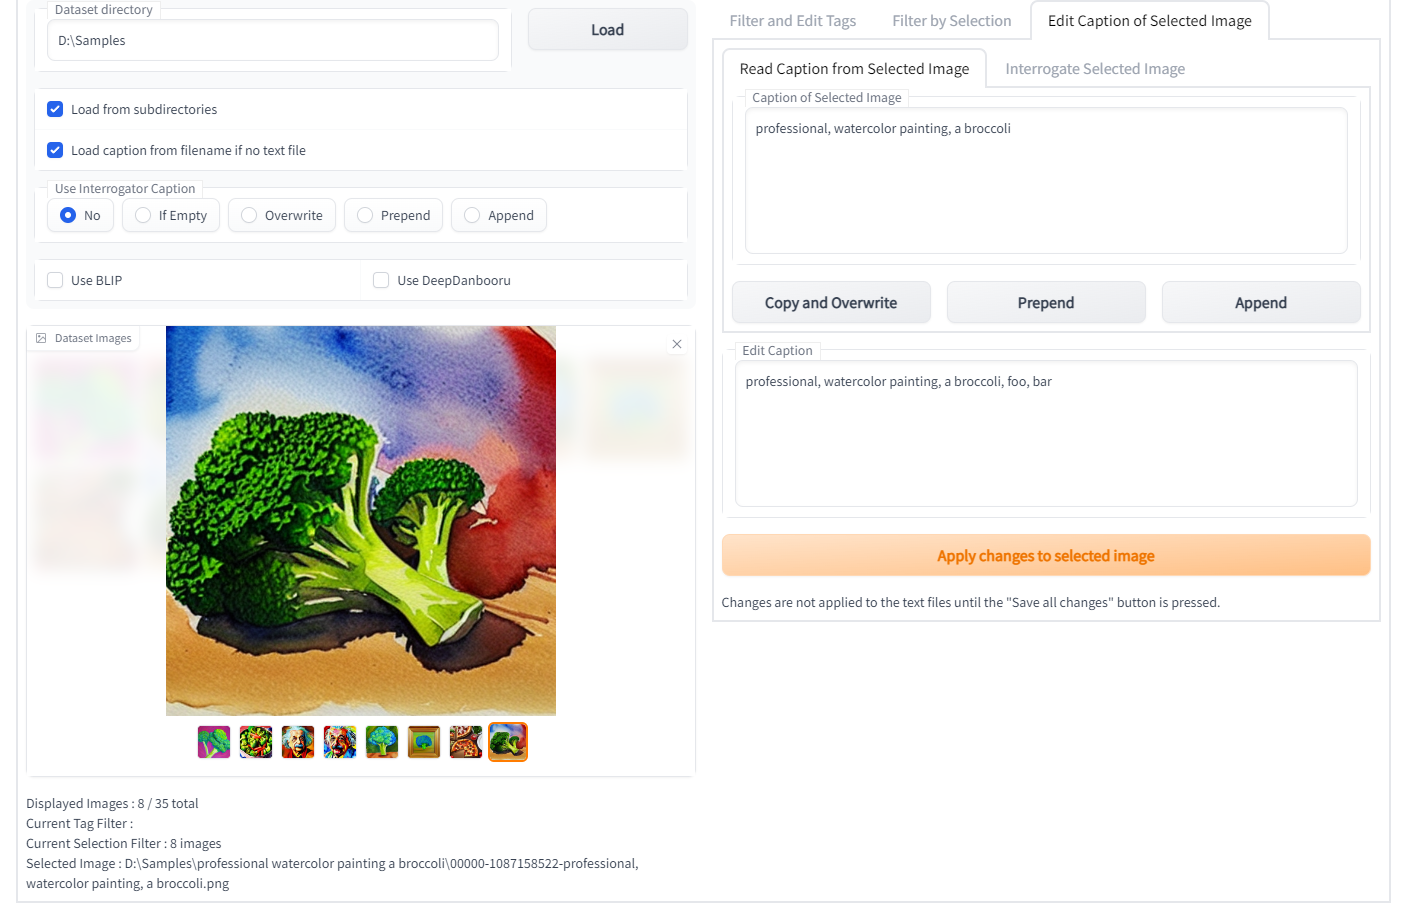 Dataset directory
D:\Samples
Load
Load from subdirectories
Load caption from filename if no text file
Use Interrogator Caption
No
If Empty
Overwrite
Prepend
Append
Use BLIP
Use DeepDanbooru
Dataset Images
Displayed Images : 8 / 35 total
Current Tag Filter :
Current Selection Filter : 8 images
Selected Image : D:\Samples\professional watercolor painting a broccoli\00000-1087158522-professional,
watercolor painting, a broccoli.png
Filter and Edit Tags
Filter by Selection
Edit Caption of Selected Image
Read Caption from Selected Image
Interrogate Selected Image
Caption of Selected Image
professional, watercolor painting, a broccoli
Copy and Overwrite
Prepend
Append
Edit Caption
professional, watercolor painting, a broccoli, foo, bar
Apply changes to selected image
Changes are not applied to the text files until the "Save all changes" button is pressed.